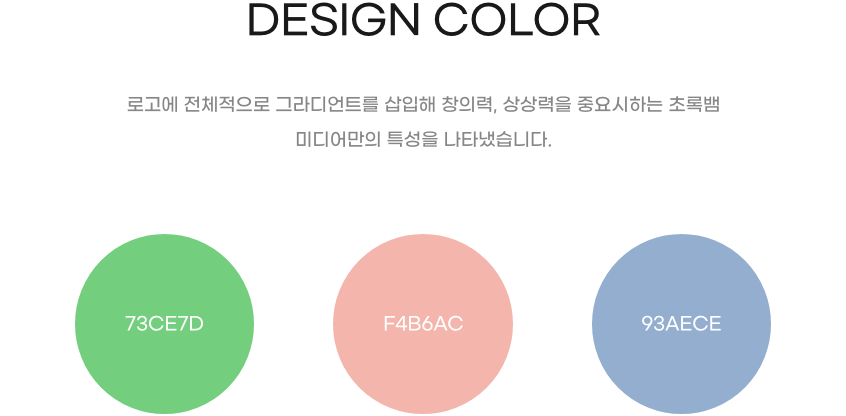 DESIGN COLOR
로고에 전체적으로 그라디언트를 삽입해 창의력, 상상력을 중요시하는 초록뱀
미디어만의 특성을 나타냈습니다.
73CE7D
F4B6AC
93AECE